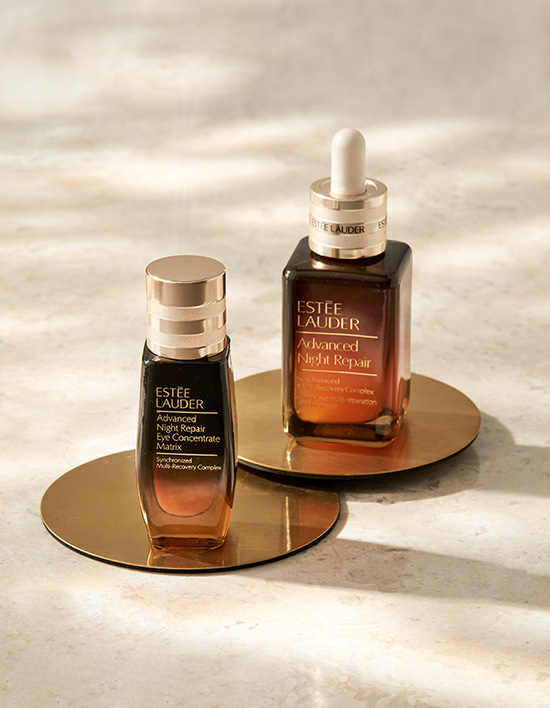 ESTĒE LAUDER ES
ESTĒE
LAUDER
Advanced
Night Repair
Synchronized
Multi-Recovery Complex
ESTĒE
LAUDER
Advanced
Night Repair
Eye Concentrate
Matrix
Synchronized
Multi-Recovery Complex